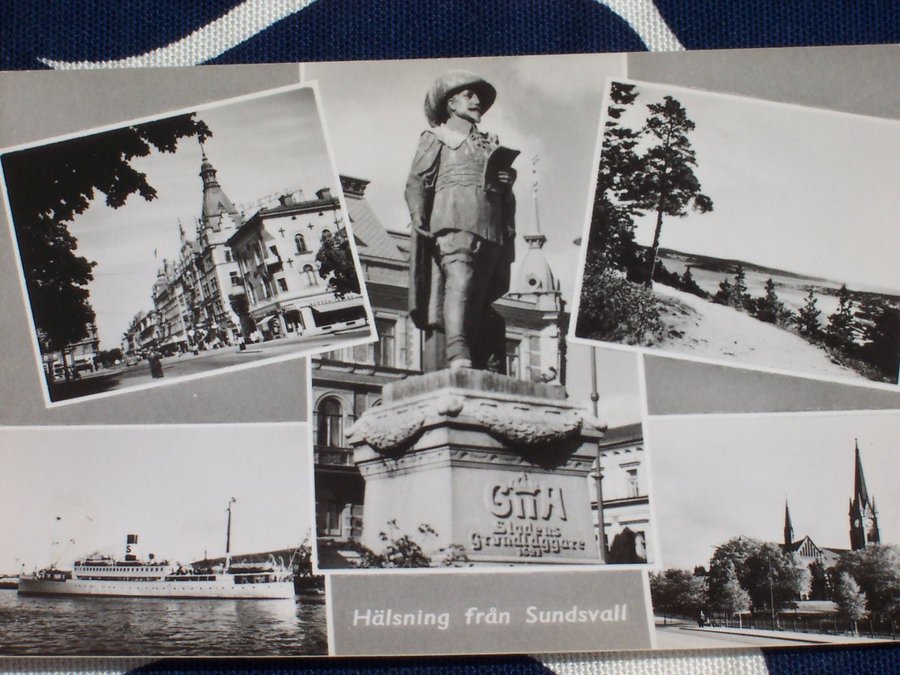 GIIA
Stadens
Grundläggare
Hälsning från Sundsvall